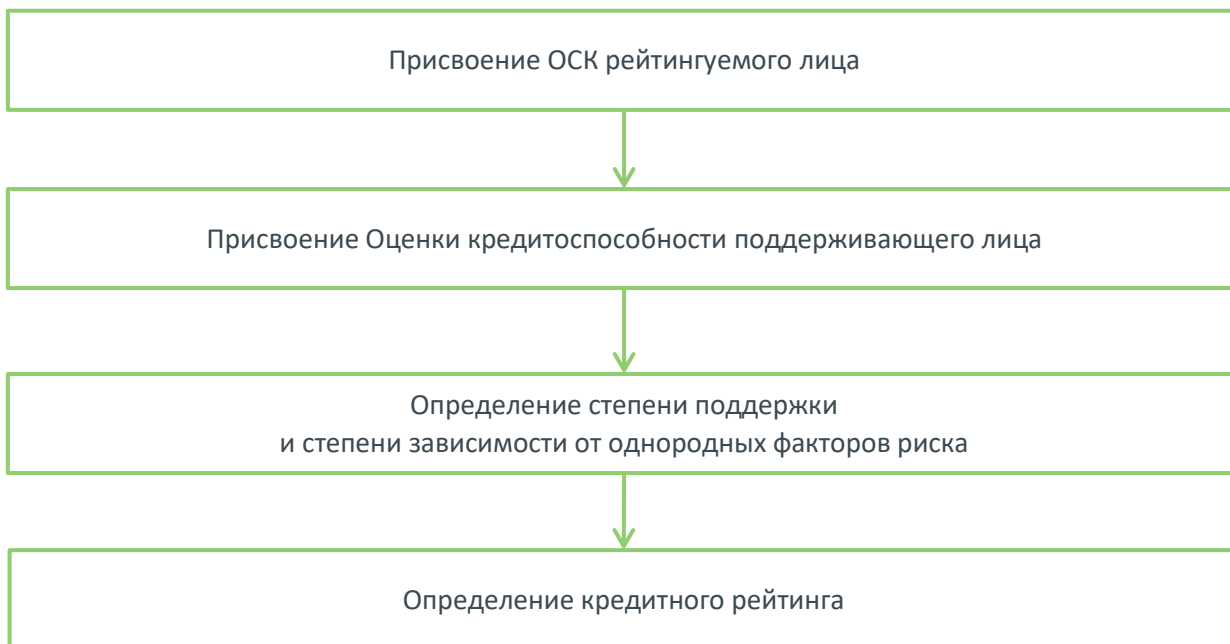 Присвоение ОСК рейтингуемого лица
Присвоение Оценки кредитоспособности поддерживающего лица
Определение степени поддержки
и степени зависимости от однородных факторов риска
Определение кредитного рейтинга